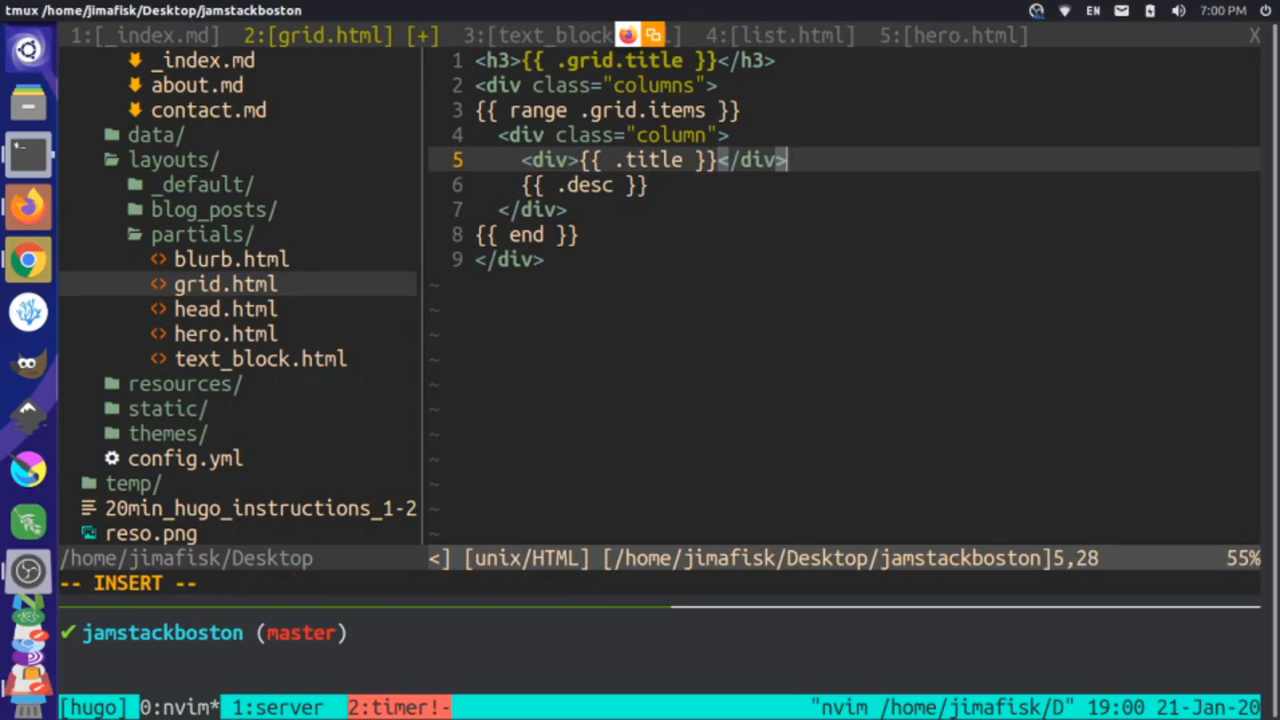 tmux /home/jimafisk/Desktop/jamstackboston
EN
7:00 PM
1:[_index.md] 2:[grid.html] [+] 3:[text_block ] 4:[list.html] 5:[hero.html] X
_index.md
about.md
contact.md
data/
layouts/
_default/
blog_posts/
partials/
blurb.html
grid.html
head.html
hero.html
text_block.html
resources/
static/
themes/
config.yml
temp/
20min_hugo_instructions_1-2
reso.png
/home/jimafisk/Desktop
1 <h3>{{ .grid.title }}</h3>
2 <div class="columns">
3 {{ range .grid.items }}
4 <div class="column">
5 <div>{{ .title }}</div>
6 {{ .desc }}
7 </div>
8 {{ end }}
9 </div>
~
~
~
~
~
~
~
~
~
~
~
<] [unix/HTML] [/home/jimafisk/Desktop/jamstackboston]5,28 55%
-- INSERT --
✔ jamstackboston (master)
[hugo] 0:nvim* 1:server 2:timer!- "nvim /home/jimafisk/D" 19:00 21-Jan-20